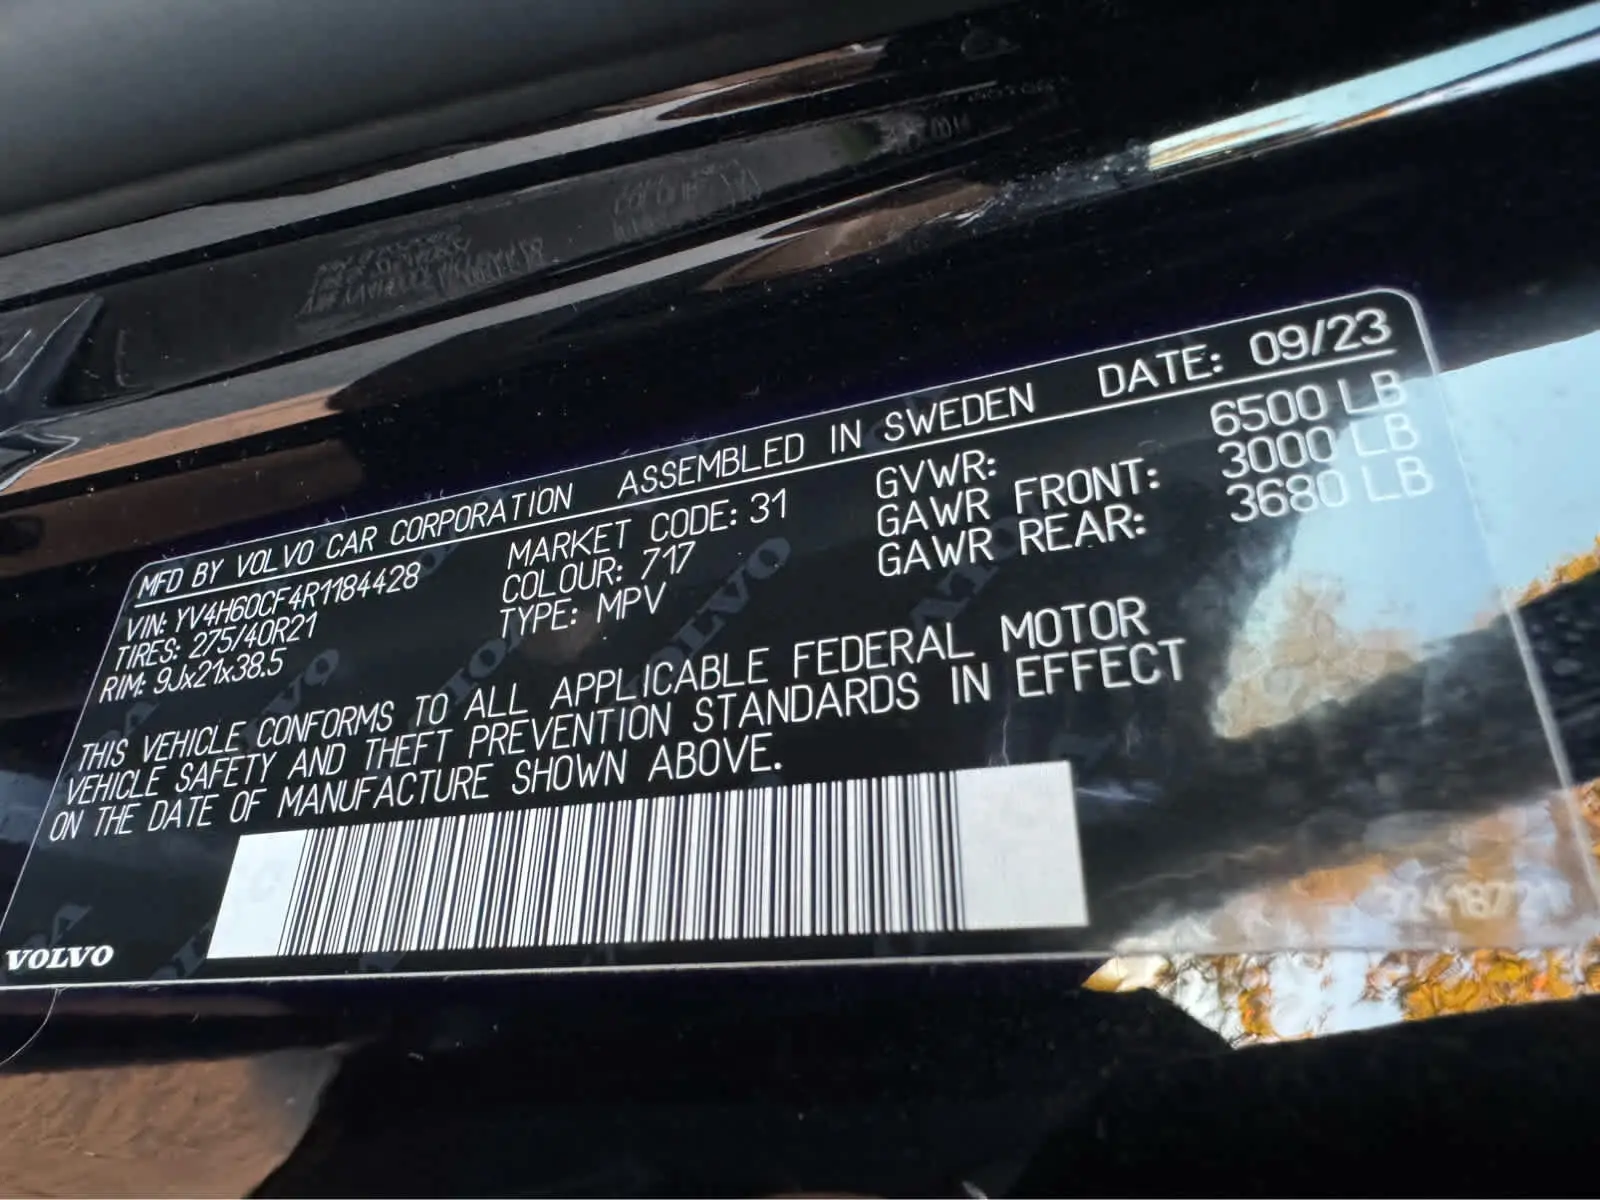 MFD BY VOLVO CAR CORPORATION ASSEMBLED IN SWEDEN DATE: 09/23
VIN: YV4H60CF4R1184428 MARKET CODE: 31 GVWR: 6500 LB
TIRES: 275/40R21 COLOUR: 717 GAWR FRONT: 3000 LB
RIM: 9Jx21x38.5 TYPE: MPV GAWR REAR: 3680 LB
THIS VEHICLE CONFORMS TO ALL APPLICABLE FEDERAL MOTOR
VEHICLE SAFETY AND THEFT PREVENTION STANDARDS IN EFFECT
ON THE DATE OF MANUFACTURE SHOWN ABOVE.
VOLVO